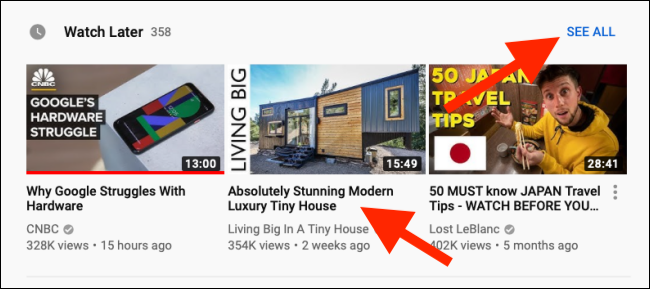 Watch Later 358
SEE ALL
CNBC
GOOGLE'S
HARDWARE
STRUGGLE
13:00
LIVING BIG
15:49
50 JAPAN
TRAVEL
TIPS
28:41
Why Google Struggles With
Hardware
CNBC
328K views • 15 hours ago
Absolutely Stunning Modern
Luxury Tiny House
Living Big In A Tiny House
354K views • 2 weeks ago
50 MUST know JAPAN Travel
Tips - WATCH BEFORE YOU...
Lost LeBlanc
402K views • 5 months ago